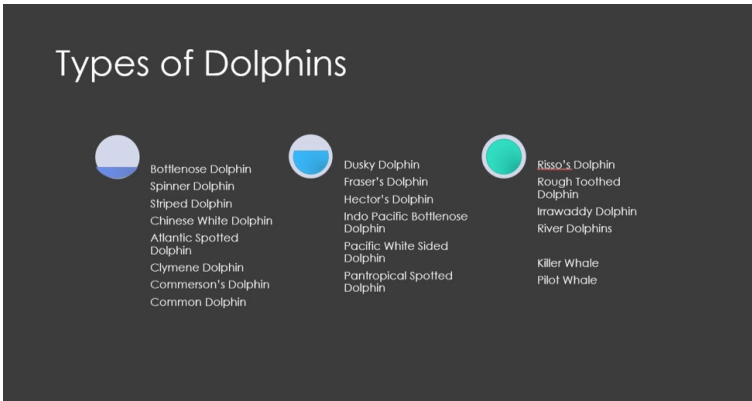 Types of Dolphins
Bottlenose Dolphin
Spinner Dolphin
Striped Dolphin
Chinese White Dolphin
Atlantic Spotted
Dolphin
Clymene Dolphin
Commerson's Dolphin
Common Dolphin
Dusky Dolphin
Fraser's Dolphin
Hector's Dolphin
Indo Pacific Bottlenose
Dolphin
Pacific White Sided
Dolphin
Pantropical Spotted
Dolphin
Risso's Dolphin
Rough Toothed
Dolphin
Irrawaddy Dolphin
River Dolphins
Killer Whale
Pilot Whale